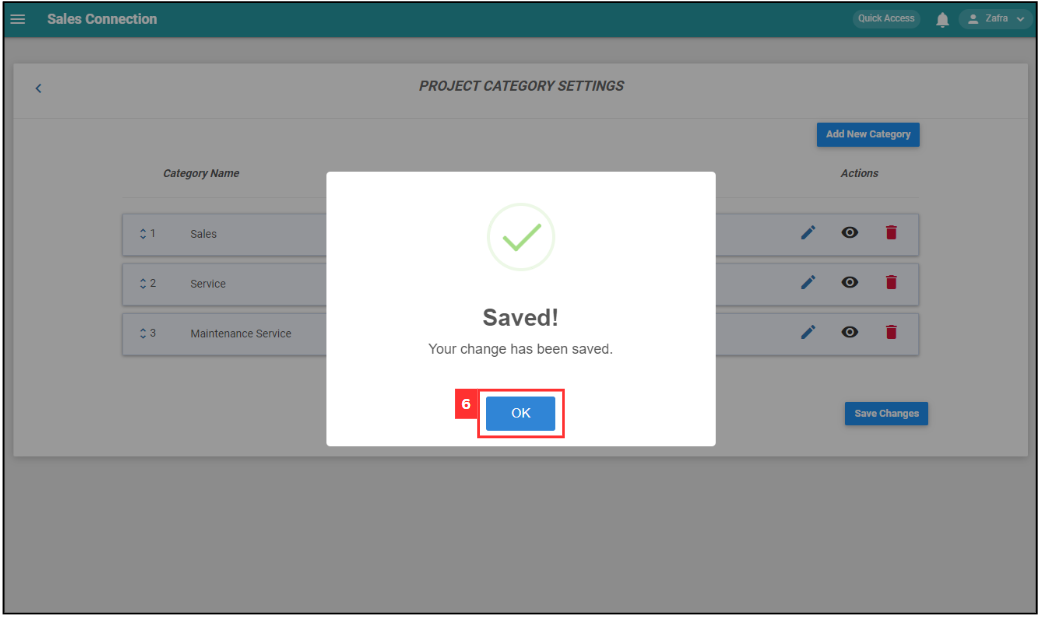 Sales Connection
Quick Access
Zafra
PROJECT CATEGORY SETTINGS
Add New Category
Category Name
Actions
1 Sales
2 Service
3 Maintenance Service
Saved!
Your change has been saved.
6 OK
Save Changes